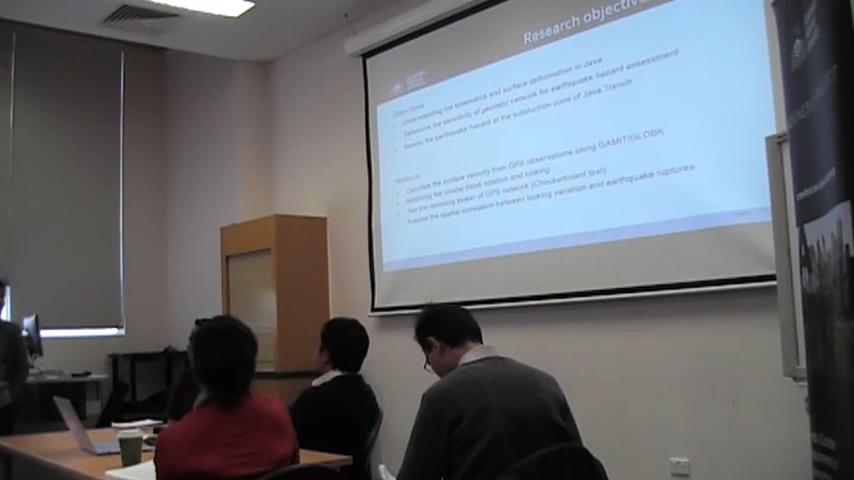 Research objective
Objectives
Understanding the kinematics and surface deformation in Java
Determine the sensitivity of geodetic network for earthquake hazard assessment
Assess the earthquake hazard at the subduction zone of Java Trench
Methods
Calculate the surface velocity from GPS observations using GAMIT/GLOBK
Modelling the crustal block rotation and locking
Test the resolving power of GPS network (Checkerboard test)
Analyse the spatial correlation between locking variation and earthquake ruptures